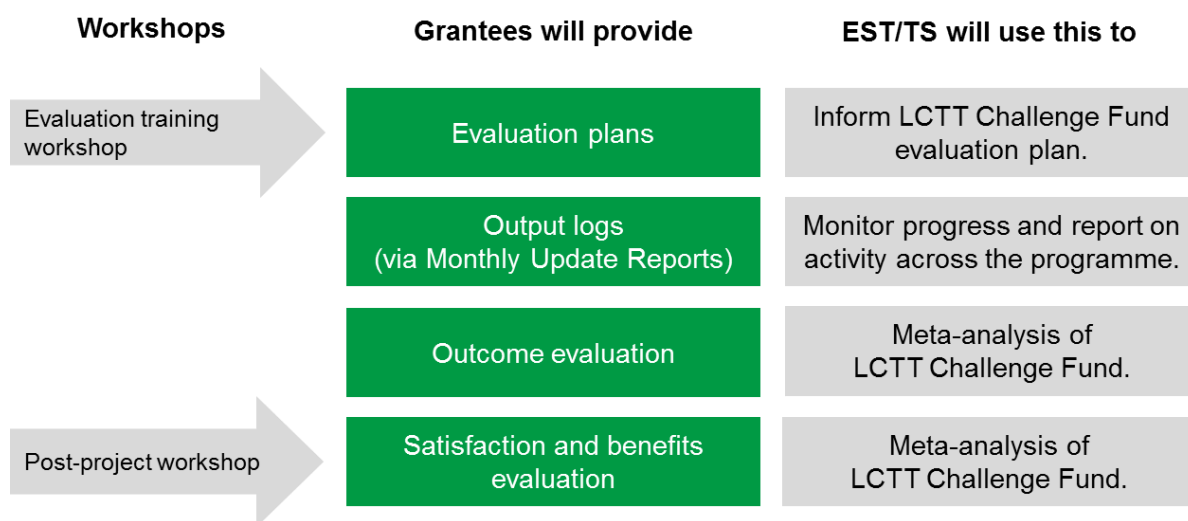 Workshops
Grantees will provide
EST/TS will use this to
Evaluation training
workshop
Evaluation plans
Inform LCTT Challenge Fund
evaluation plan.
Output logs
(via Monthly Update Reports)
Monitor progress and report on
activity across the programme.
Outcome evaluation
Meta-analysis of
LCTT Challenge Fund.
Post-project workshop
Satisfaction and benefits
evaluation
Meta-analysis of
LCTT Challenge Fund.